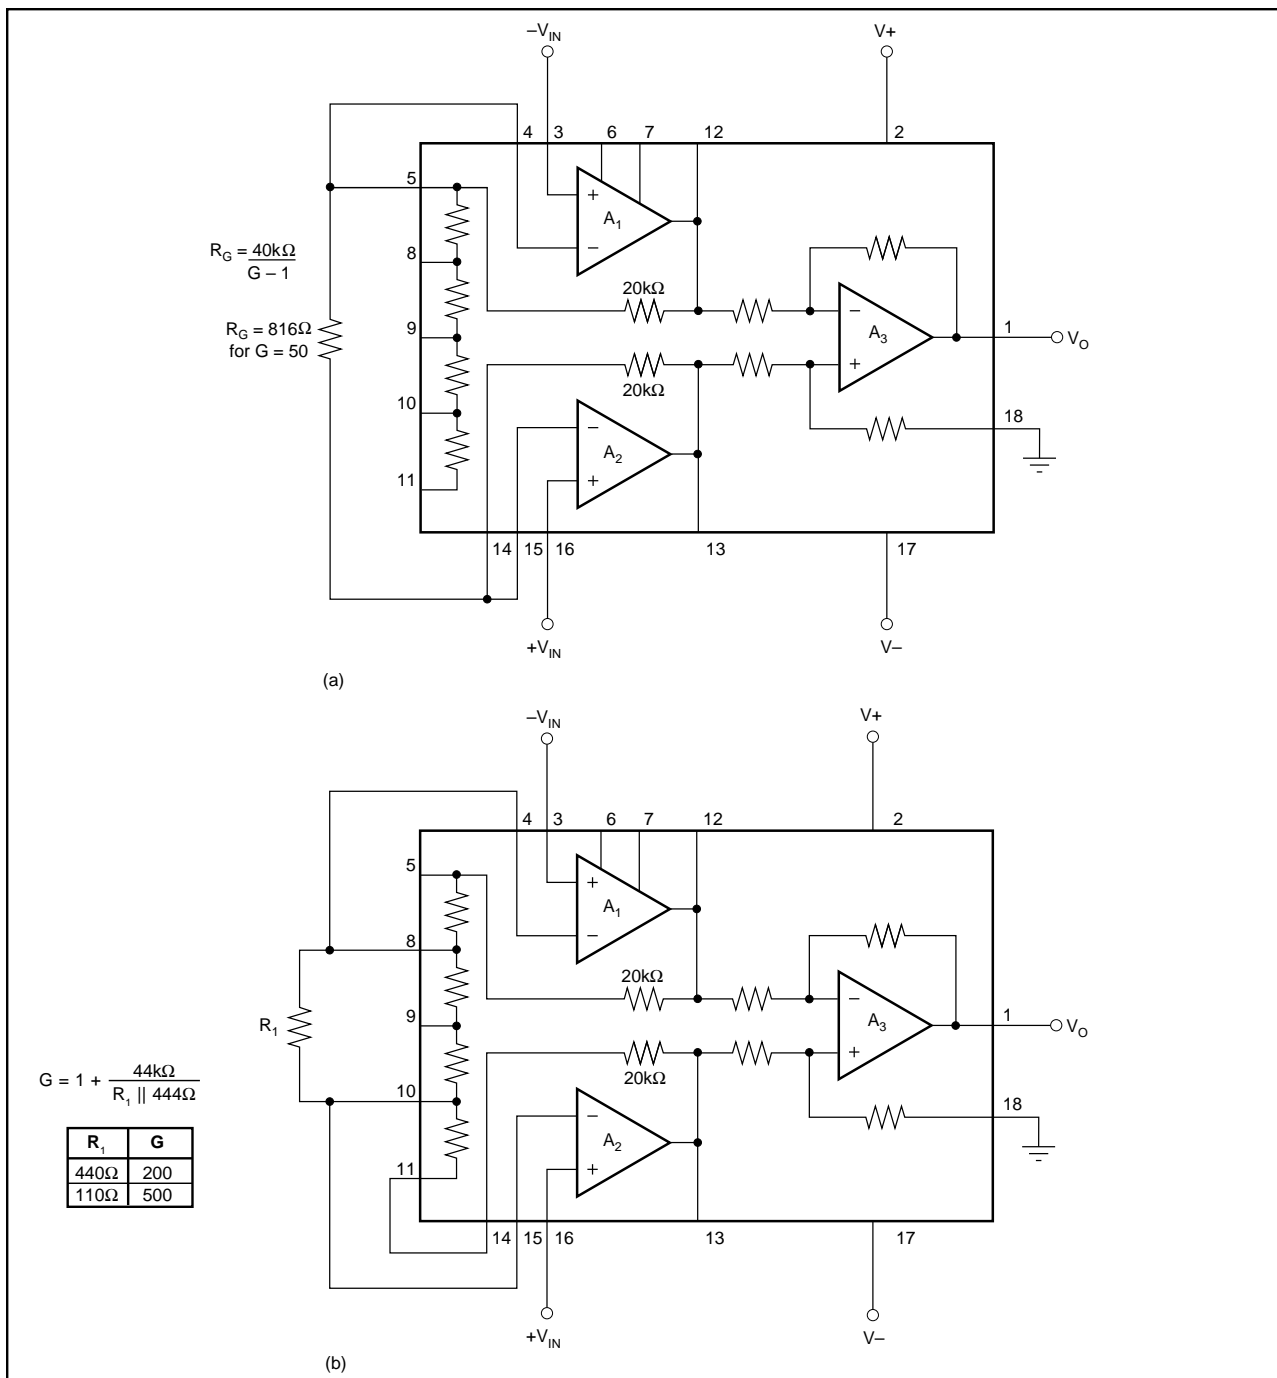 –VIN
V+
4 3 6 7 12 2
5
+
A1
–
8
RG = 40kΩ
G – 1
20kΩ
–
A3
+
1
VO
9
RG = 816Ω
for G = 50
20kΩ
10
–
A2
+
18
11
14 15 16 13 17
+VIN
V–
(a)
–VIN
V+
4 3 6 7 12 2
5
+
A1
–
8
20kΩ
–
A3
+
1
VO
R1
9
20kΩ
G = 1 + 44kΩ
R1 || 444Ω
10
–
A2
+
18
R1 G
440Ω 200
110Ω 500
11
14 15 16 13 17
+VIN
V–
(b)